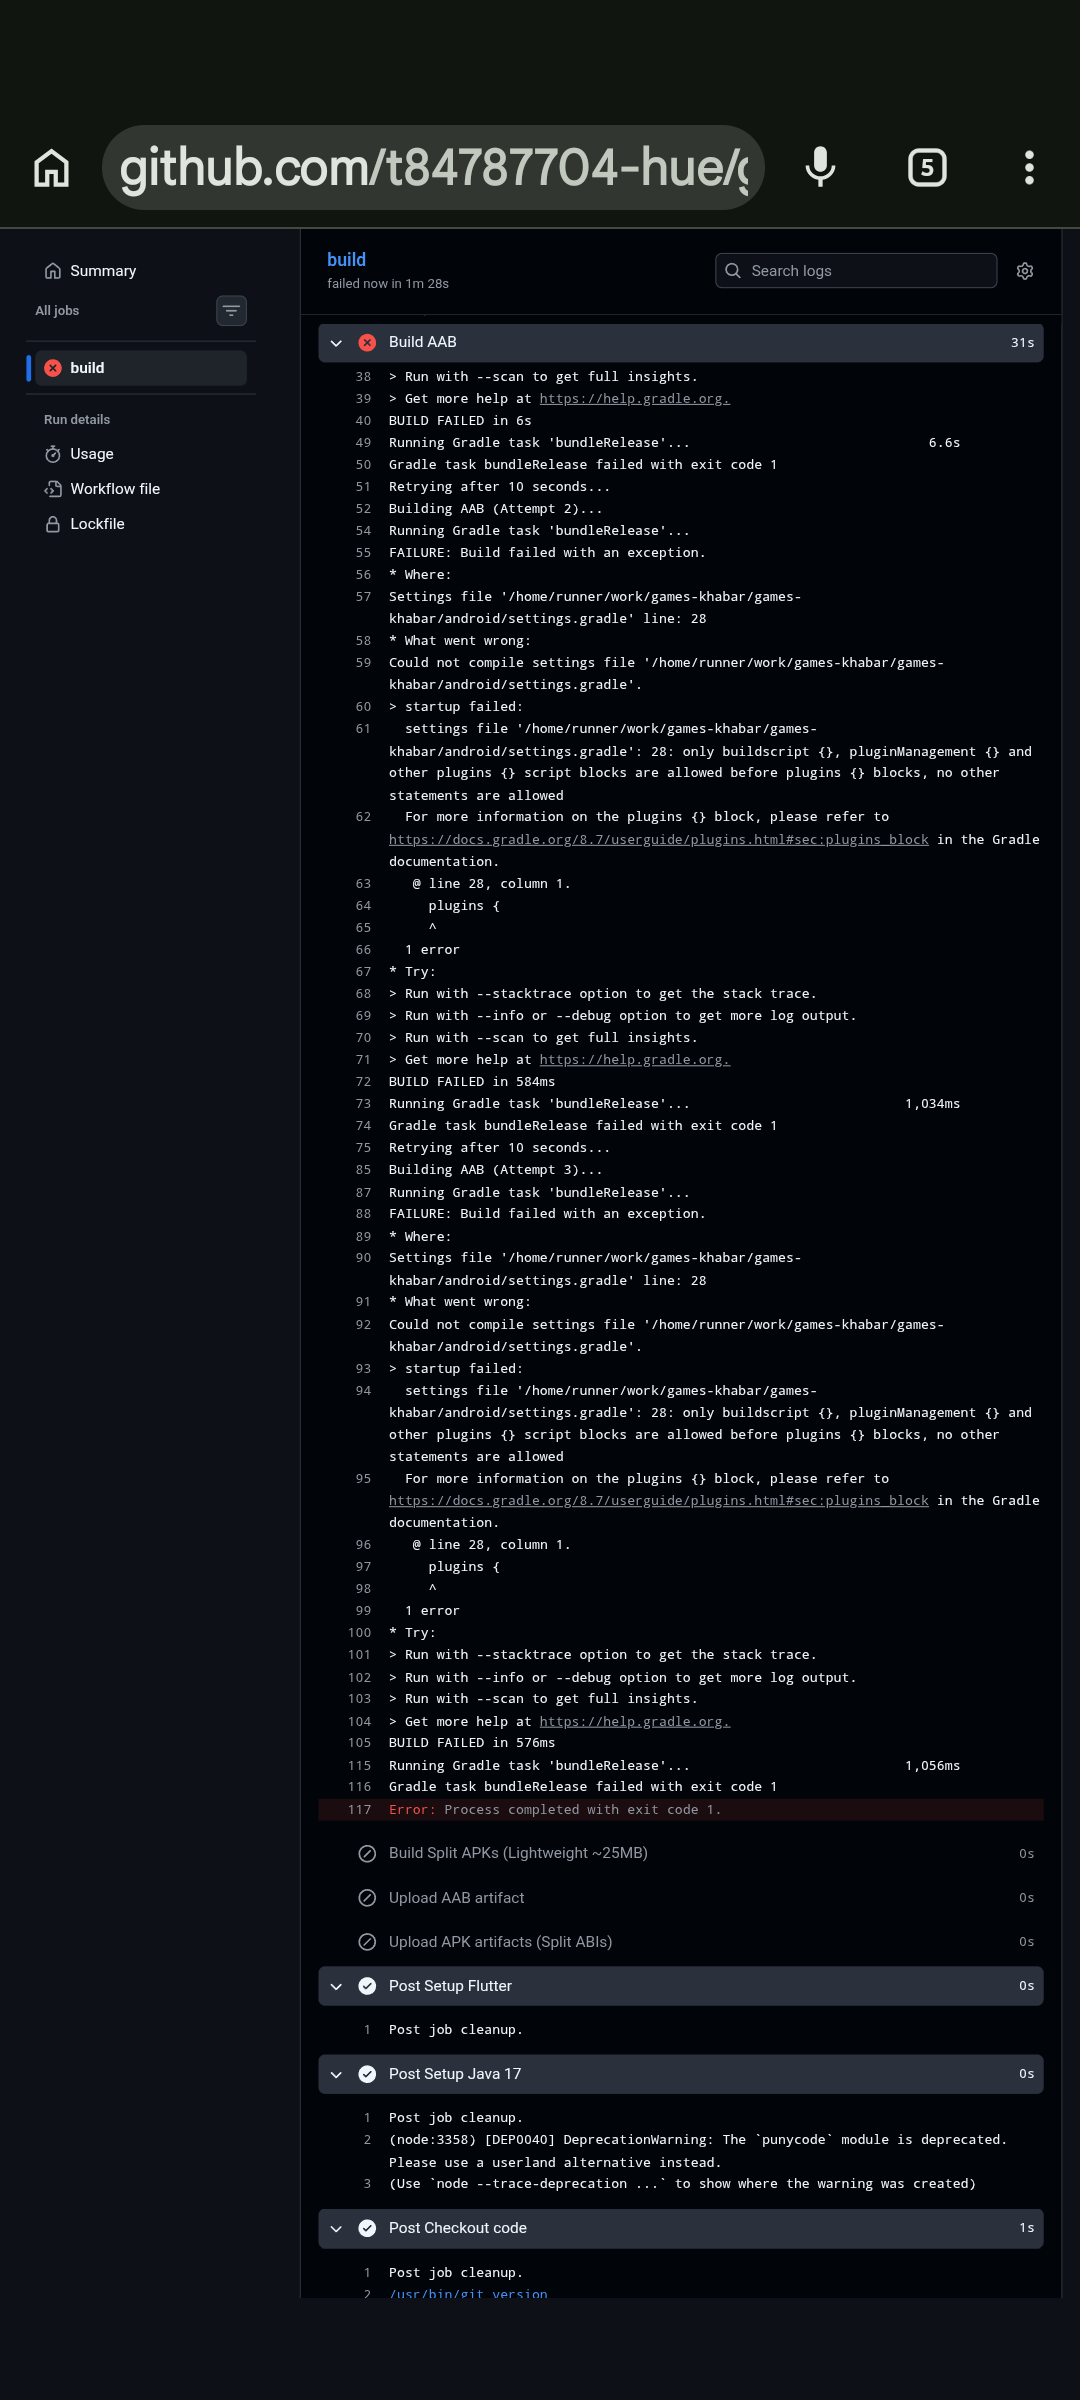 github.com/t84787704-hue/g
5
Summary
All jobs
build
Run details
Usage
Workflow file
Lockfile
build
failed now in 1m 28s
Search logs
Build AAB 31s
38 > Run with --scan to get full insights.
39 > Get more help at https://help.gradle.org.
40 BUILD FAILED in 6s
49 Running Gradle task 'bundleRelease'... 6.6s
50 Gradle task bundleRelease failed with exit code 1
51 Retrying after 10 seconds...
52 Building AAB (Attempt 2)...
54 Running Gradle task 'bundleRelease'...
55 FAILURE: Build failed with an exception.
56 * Where:
57 Settings file '/home/runner/work/games-khabar/games-
khabar/android/settings.gradle' line: 28
58 * What went wrong:
59 Could not compile settings file '/home/runner/work/games-khabar/games-
khabar/android/settings.gradle'.
60 > startup failed:
61 settings file '/home/runner/work/games-khabar/games-
khabar/android/settings.gradle': 28: only buildscript {}, pluginManagement {} and
other plugins {} script blocks are allowed before plugins {} blocks, no other
statements are allowed
62 For more information on the plugins {} block, please refer to
https://docs.gradle.org/8.7/userguide/plugins.html#sec:plugins_block in the Gradle
documentation.
63 @ line 28, column 1.
64 plugins {
65 ^
66 1 error
67 * Try:
68 > Run with --stacktrace option to get the stack trace.
69 > Run with --info or --debug option to get more log output.
70 > Run with --scan to get full insights.
71 > Get more help at https://help.gradle.org.
72 BUILD FAILED in 584ms
73 Running Gradle task 'bundleRelease'... 1,034ms
74 Gradle task bundleRelease failed with exit code 1
75 Retrying after 10 seconds...
85 Building AAB (Attempt 3)...
87 Running Gradle task 'bundleRelease'...
88 FAILURE: Build failed with an exception.
89 * Where:
90 Settings file '/home/runner/work/games-khabar/games-
khabar/android/settings.gradle' line: 28
91 * What went wrong:
92 Could not compile settings file '/home/runner/work/games-khabar/games-
khabar/android/settings.gradle'.
93 > startup failed:
94 settings file '/home/runner/work/games-khabar/games-
khabar/android/settings.gradle': 28: only buildscript {}, pluginManagement {} and
other plugins {} script blocks are allowed before plugins {} blocks, no other
statements are allowed
95 For more information on the plugins {} block, please refer to
https://docs.gradle.org/8.7/userguide/plugins.html#sec:plugins_block in the Gradle
documentation.
96 @ line 28, column 1.
97 plugins {
98 ^
99 1 error
100 * Try:
101 > Run with --stacktrace option to get the stack trace.
102 > Run with --info or --debug option to get more log output.
103 > Run with --scan to get full insights.
104 > Get more help at https://help.gradle.org.
105 BUILD FAILED in 576ms
115 Running Gradle task 'bundleRelease'... 1,056ms
116 Gradle task bundleRelease failed with exit code 1
117 Error: Process completed with exit code 1.
Build Split APKs (Lightweight ~25MB) 0s
Upload AAB artifact 0s
Upload APK artifacts (Split ABIs) 0s
Post Setup Flutter 0s
1 Post job cleanup.
Post Setup Java 17 0s
1 Post job cleanup.
2 (node:3358) [DEP0040] DeprecationWarning: The `punycode` module is deprecated.
Please use a userland alternative instead.
3 (Use `node --trace-deprecation ...` to show where the warning was created)
Post Checkout code 1s
1 Post job cleanup.
2 /usr/bin/git version